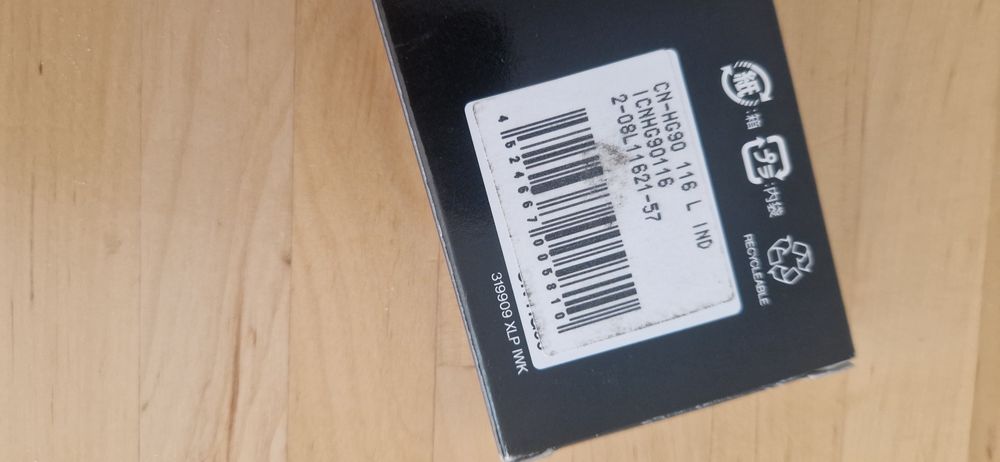 CN-HG90 116 L IND
ICNHG90116
2-08L11621-57
4 524667 005810
319909 XLP IWK
紙
:箱
プラ
:内袋
RECYCLEABLE